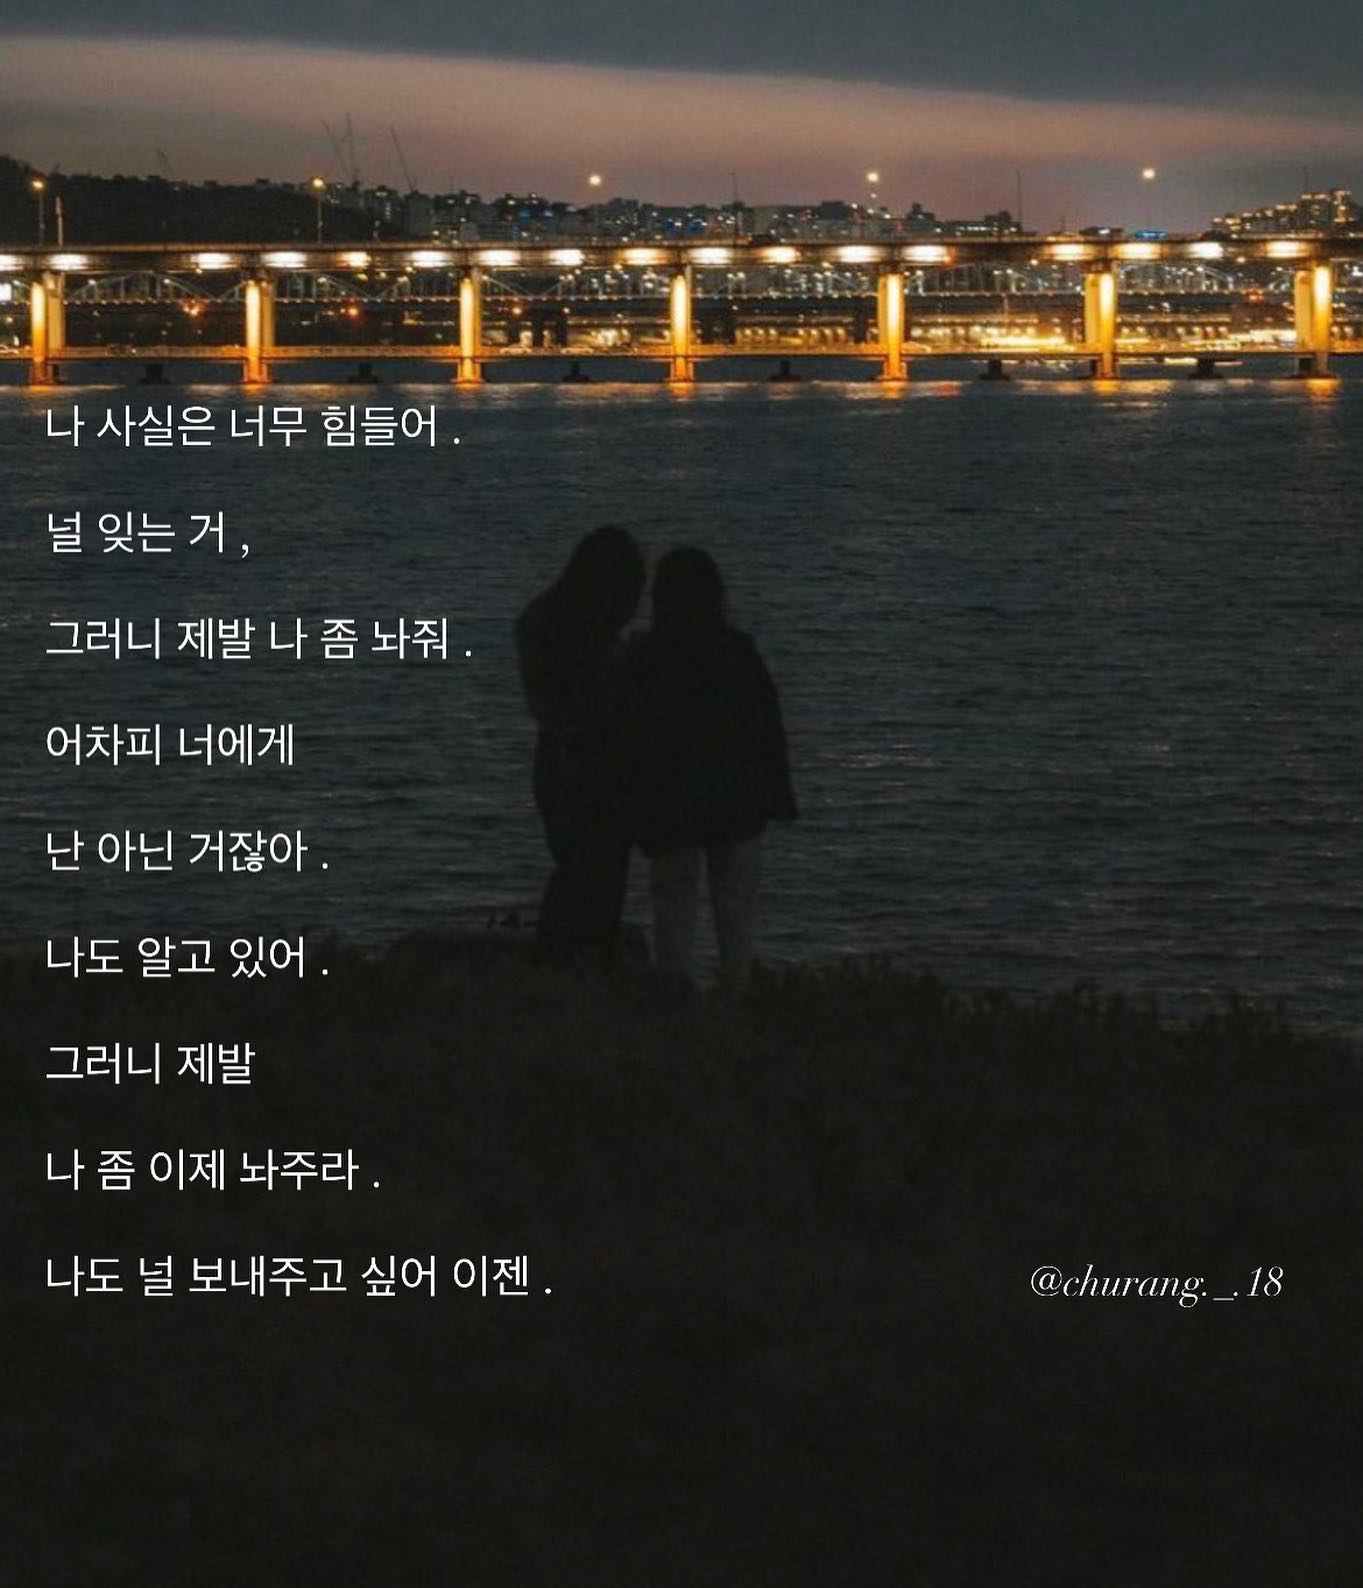 나 사실은 너무 힘들어 .
널 잊는 거 ,
그러니 제발 나 좀 놔줘 .
어차피 너에게
난 아닌 거잖아 .
나도 알고 있어 .
그러니 제발
나 좀 이제 놔주라 .
나도 널 보내주고 싶어 이젠 .
@churang._.18